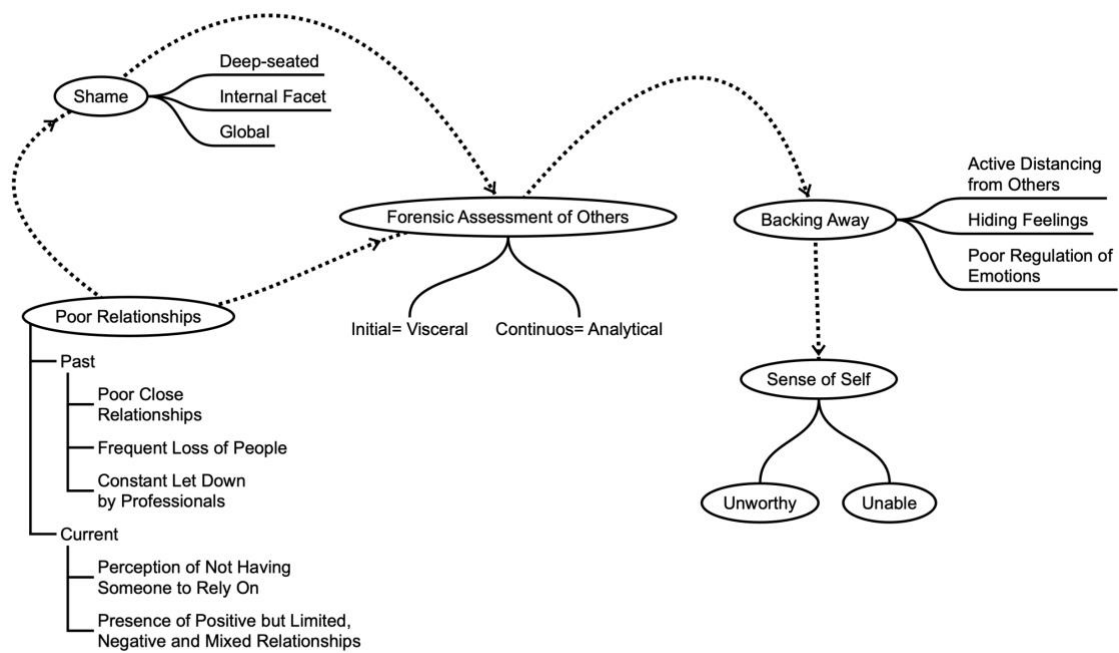 Shame
Deep-seated
Internal Facet
Global
Forensic Assessment of Others
Initial= Visceral
Continuos= Analytical
Backing Away
Active Distancing
from Others
Hiding Feelings
Poor Regulation of
Emotions
Poor Relationships
Past
Poor Close
Relationships
Frequent Loss of People
Constant Let Down
by Professionals
Current
Perception of Not Having
Someone to Rely On
Presence of Positive but Limited,
Negative and Mixed Relationships
Sense of Self
Unworthy
Unable